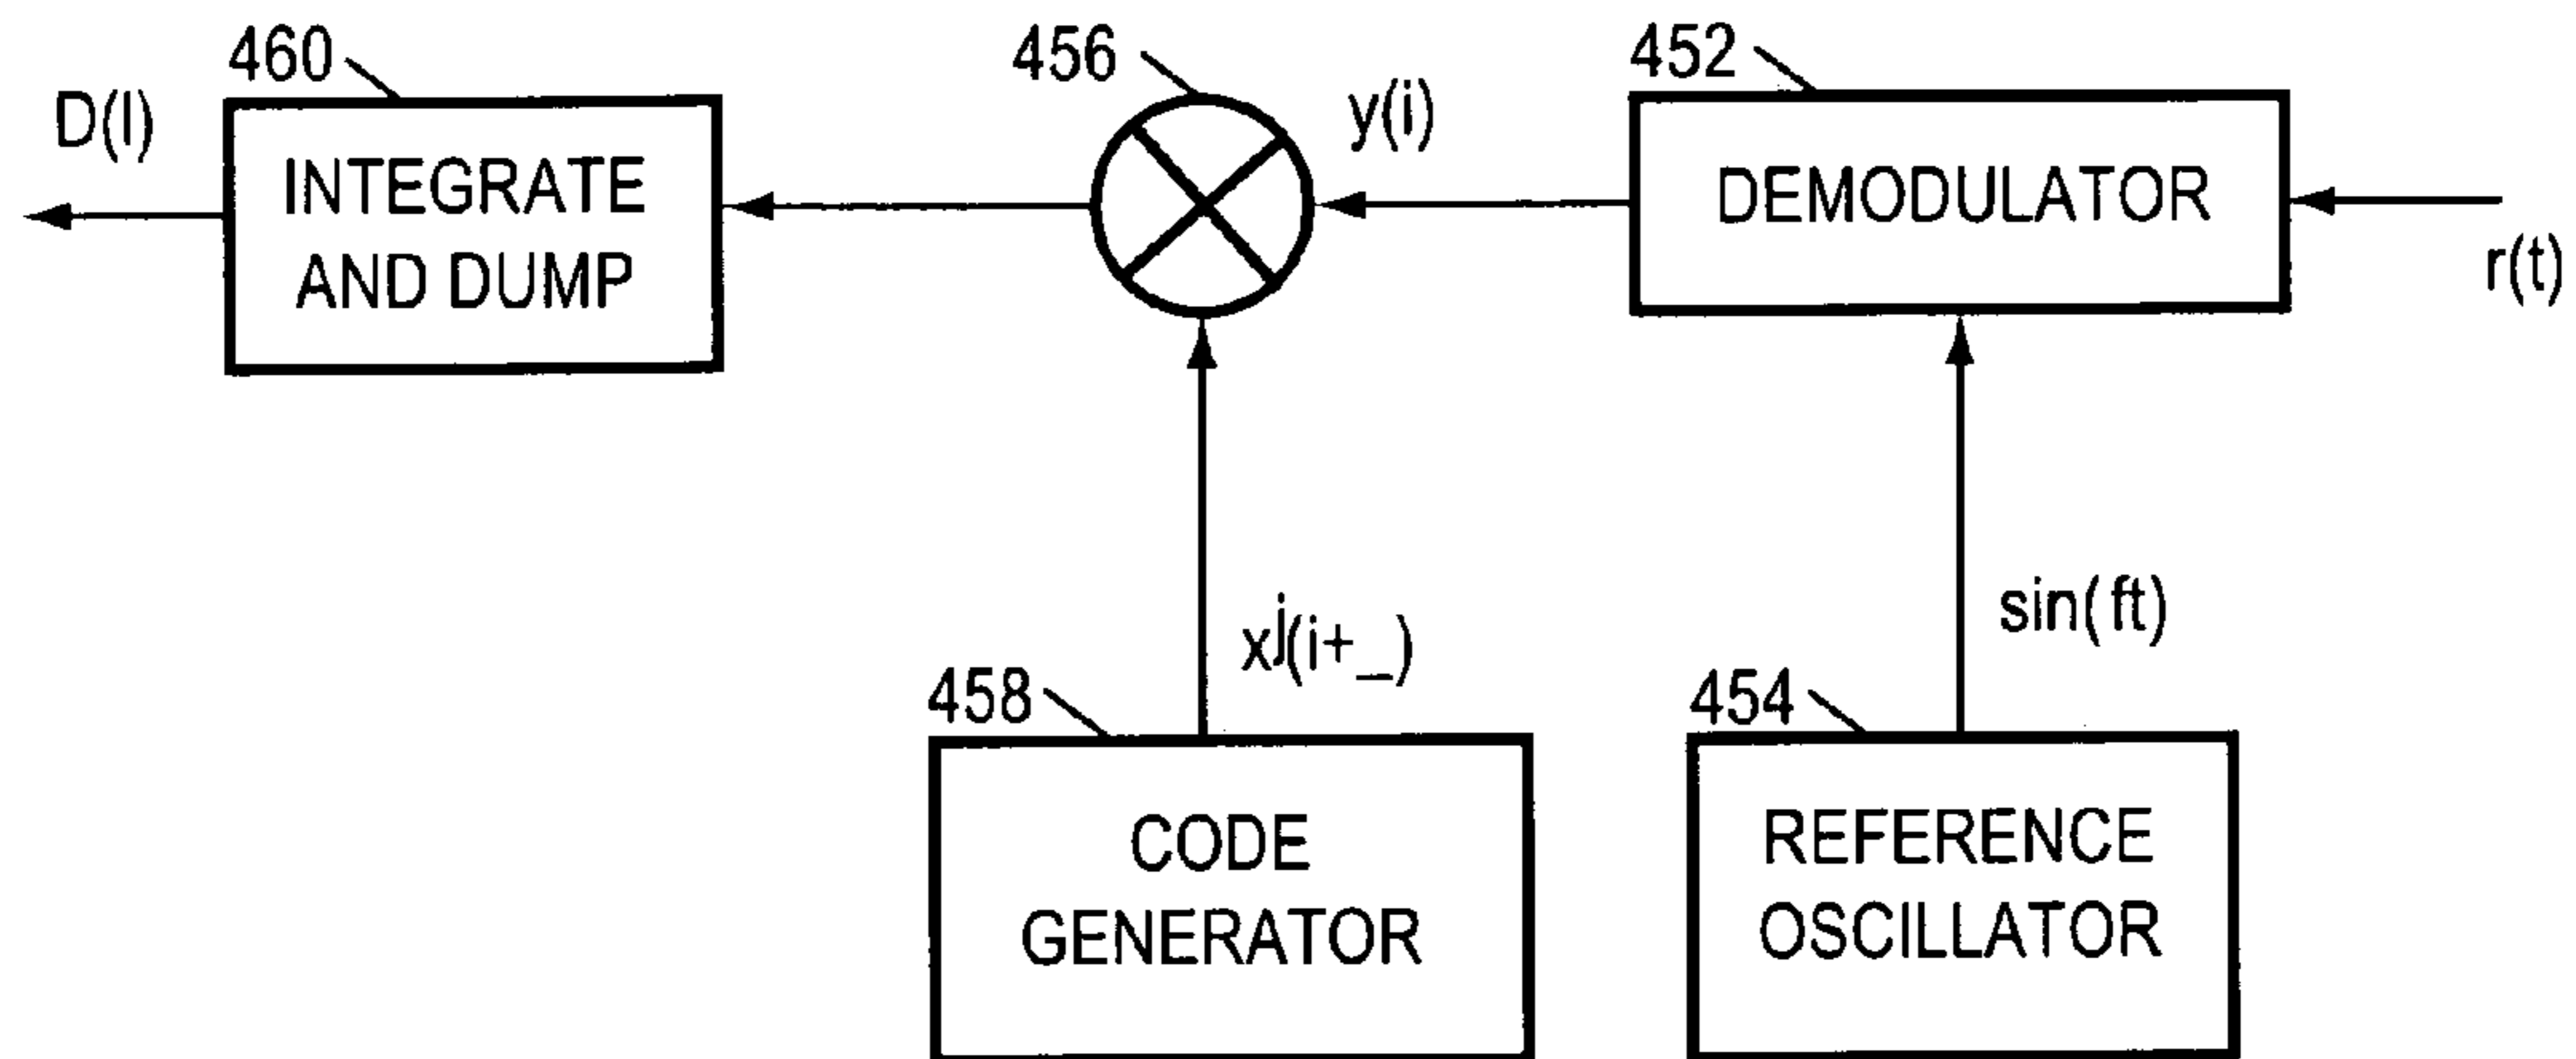 460
456
452
D(l)
y(i)
INTEGRATE
AND DUMP
DEMODULATOR
r(t)
sin( ft)
xj(i+_)
458
454
CODE
GENERATOR
REFERENCE
OSCILLATOR